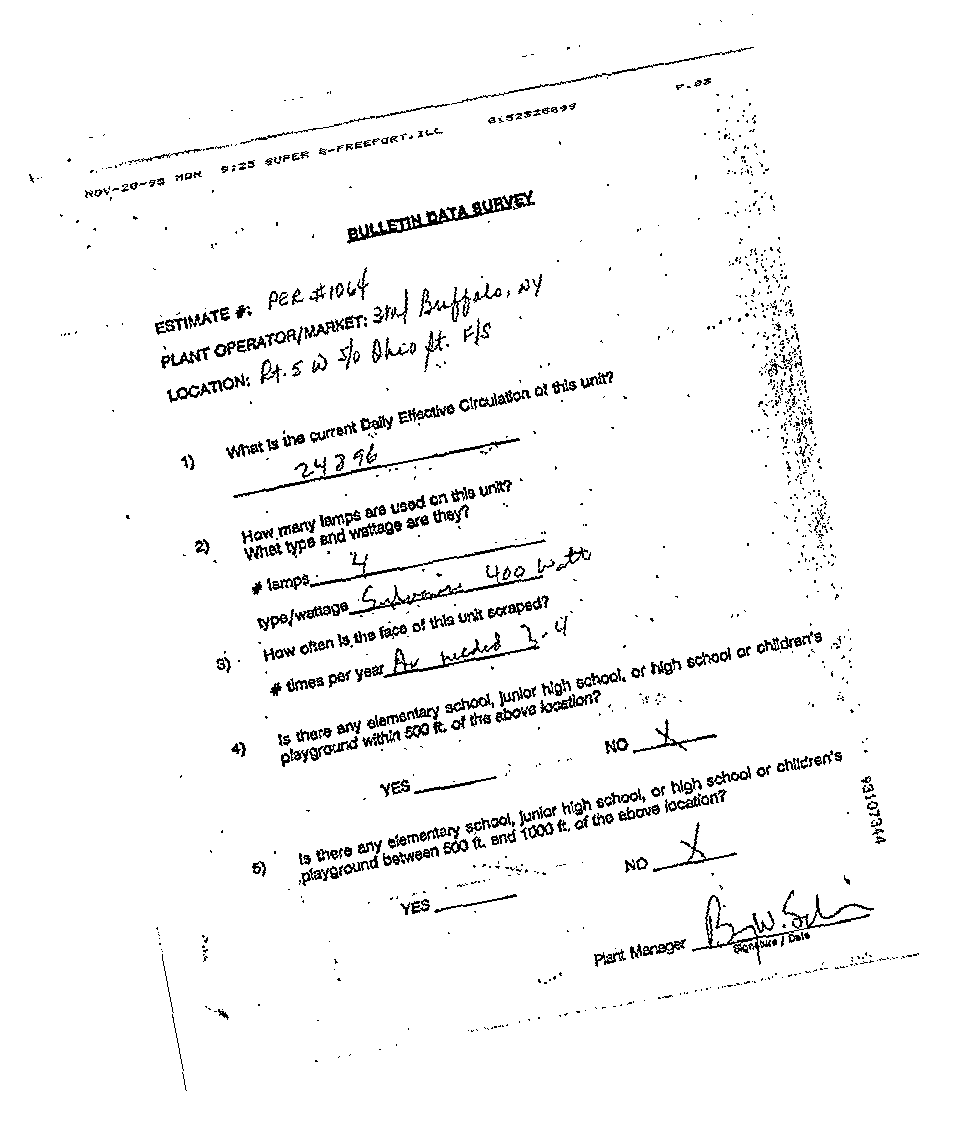 NOV-20-95 MON 9:25 SUPER 8-FREEPORT.ILL 8152326899 P.03
BULLETIN DATA SURVEY
ESTIMATE #: PER #1064
PLANT OPERATOR/MARKET: 3M/ Buffalo, NY
LOCATION: Rt. 5 W S/O Ohio St. F/S
1) What is the current Daily Effective Circulation of this unit?
24896
2) How many lamps are used on this unit?
What type and wattage are they?
# lamps 4
type/wattage 400 watt
3) How often is the face of this unit scraped?
# times per year As needed 3-4
4) Is there any elementary school, junior high school, or high school or children's
playground within 500 ft. of the above location?
YES NO X
5) Is there any elementary school, junior high school, or high school or children's
playground between 500 ft. and 1000 ft. of the above location?
YES NO X
Plant Manager
Signature / Date
93107344